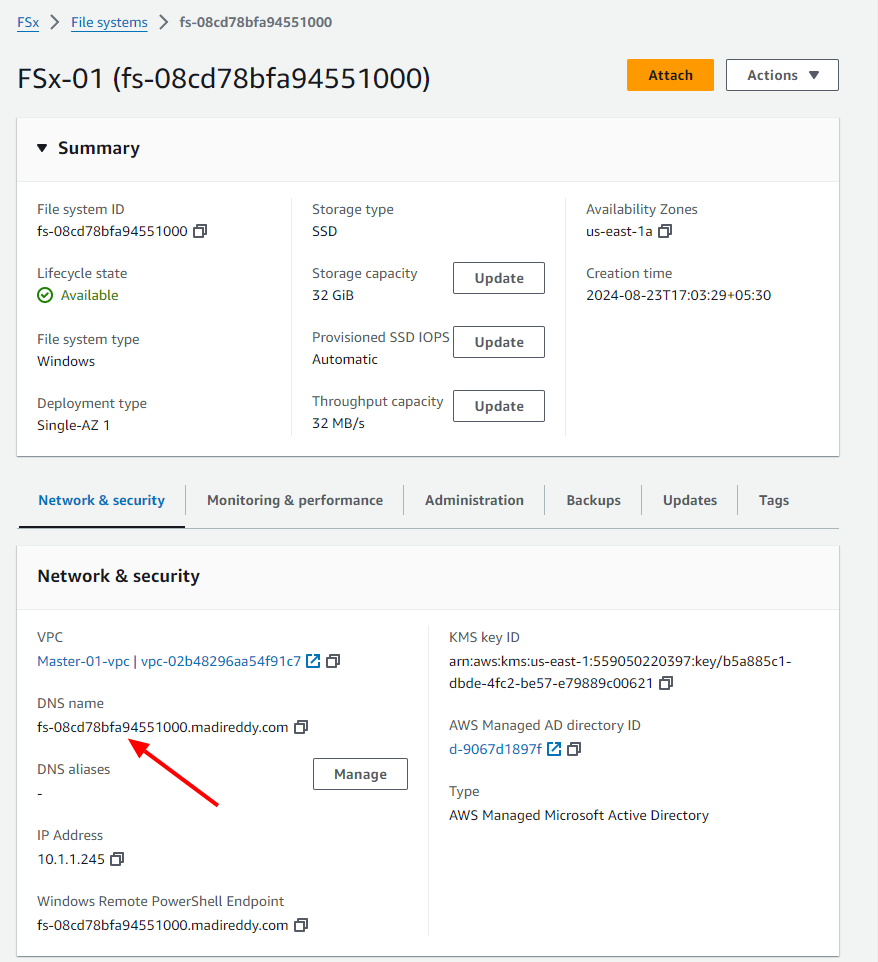 FSx > File systems > fs-08cd78bfa94551000
FSx-01 (fs-08cd78bfa94551000)
Attach
Actions
Summary
File system ID
fs-08cd78bfa94551000
Lifecycle state
Available
File system type
Windows
Deployment type
Single-AZ 1
Storage type
SSD
Storage capacity
32 GiB
Update
Provisioned SSD IOPS
Automatic
Update
Throughput capacity
32 MB/s
Update
Availability Zones
us-east-1a
Creation time
2024-08-23T17:03:29+05:30
Network & security
Monitoring & performance
Administration
Backups
Updates
Tags
Network & security
VPC
Master-01-vpc | vpc-02b48296aa54f91c7
DNS name
fs-08cd78bfa94551000.madireddy.com
DNS aliases
-
Manage
IP Address
10.1.1.245
Windows Remote PowerShell Endpoint
fs-08cd78bfa94551000.madireddy.com
KMS key ID
arn:aws:kms:us-east-1:559050220397:key/b5a885c1-
dbde-4fc2-be57-e79889c00621
AWS Managed AD directory ID
d-9067d1897f
Type
AWS Managed Microsoft Active Directory